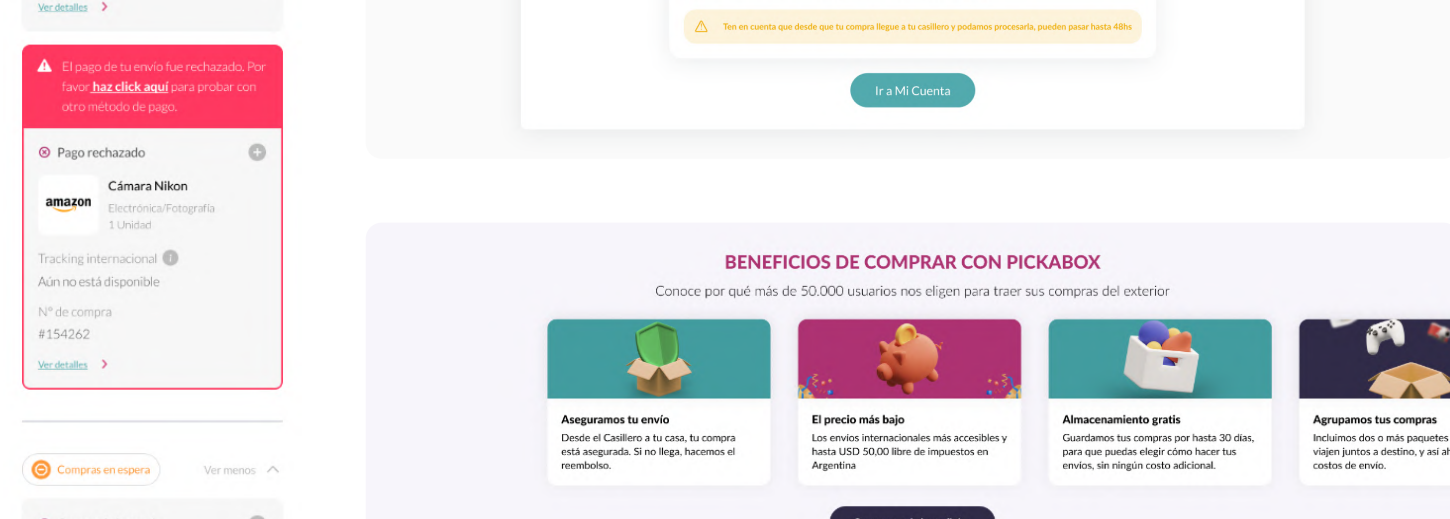 Ver detalles
El pago de tu envío fue rechazado. Por
favor haz click aquí para probar con
otro método de pago.
Pago rechazado
amazon
Cámara Nikon
Electrónica/Fotografía
1 Unidad
Tracking internacional
Aún no está disponible
N° de compra
#154262
Ver detalles
Compras en espera
Ver menos
Ten en cuenta que desde que tu compra llegue a tu casillero y podamos procesarla, pueden pasar hasta 48hs
Ir a Mi Cuenta
BENEFICIOS DE COMPRAR CON PICKABOX
Conoce por qué más de 50.000 usuarios nos eligen para traer sus compras del exterior
Aseguramos tu envío
Desde el Casillero a tu casa, tu compra
está asegurada. Si no llega, hacemos el
reembolso.
El precio más bajo
Los envíos internacionales más accesibles y
hasta USD 50,00 libre de impuestos en
Argentina
Almacenamiento gratis
Guardamos tus compras por hasta 30 días,
para que puedas elegir cómo hacer tus
envíos, sin ningún costo adicional.
Agrupamos tus compras
Incluimos dos o más paquetes
viajen juntos a destino, y así
costos de envío.